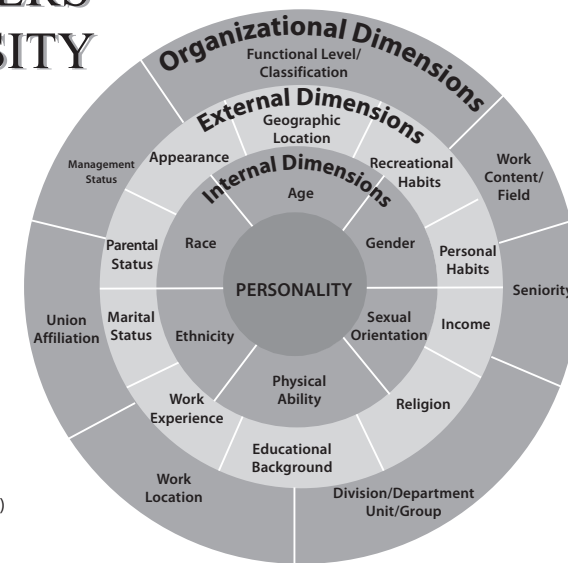 SITY
Organizational Dimensions
Functional Level/
Classification
External Dimensions
Geographic
Location
Appearance
Recreational
Habits
Management
Status
Work
Content/
Field
Internal Dimensions
Age
Race
Gender
Parental
Status
Personal
Habits
PERSONALITY
Seniority
Union
Affiliation
Marital
Status
Ethnicity
Sexual
Orientation
Income
Physical
Ability
Work
Experience
Religion
Educational
Background
Work
Location
Division/Department
Unit/Group
)